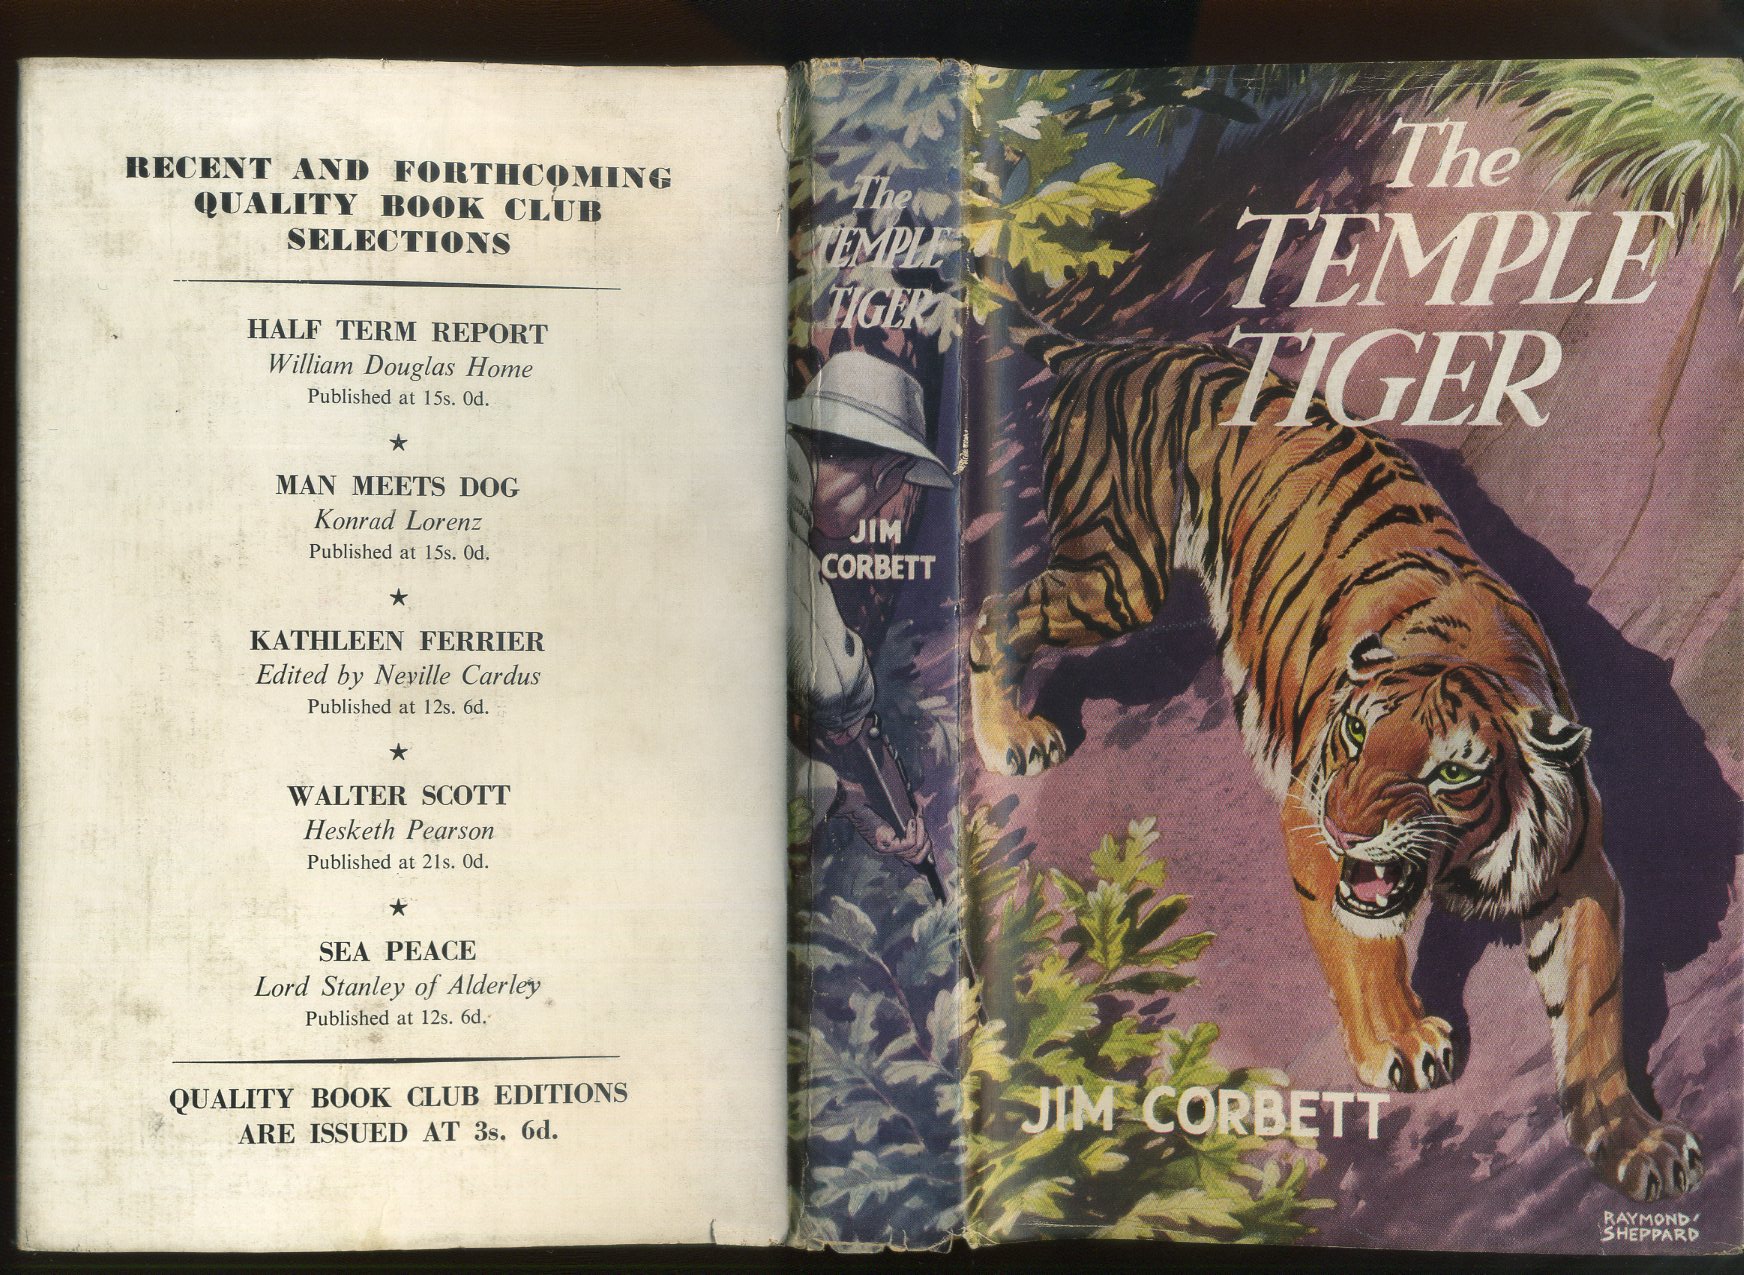 RECENT AND FORTHCOMING
QUALITY BOOK CLUB
SELECTIONS
HALF TERM REPORT
William Douglas Home
Published at 15s. 0d.
★
MAN MEETS DOG
Konrad Lorenz
Published at 15s. 0d.
★
KATHLEEN FERRIER
Edited by Neville Cardus
Published at 12s. 6d.
★
WALTER SCOTT
Hesketh Pearson
Published at 21s. 0d.
★
SEA PEACE
Lord Stanley of Alderley
Published at 12s. 6d.
QUALITY BOOK CLUB EDITIONS
ARE ISSUED AT 3s. 6d.
The
TEMPLE
TIGER
JIM
CORBETT
The
TEMPLE
TIGER
JIM CORBETT
RAYMOND
SHEPPARD